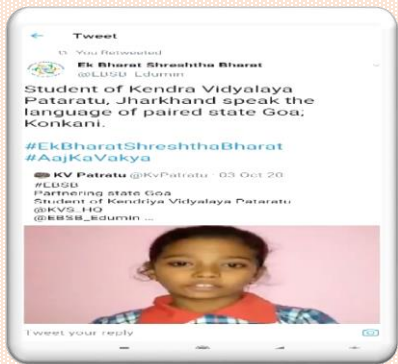 Tweet
You Retweeted
Ek Bharat Shreshtha Bharat
@EBSB_Edumin
Student of Kendra Vidyalaya
Pataratu, Jharkhand speak the
language of paired state Goa;
Konkani.
#EkBharatShreshthaBharat
#AajKaVakya
KV Patratu @KvPatratu · 03 Oct 20
#EBSB
Partnering state Goa
Student of Kendriya Vidyalaya Pataratu
@KVS_HQ
@EBSB_Edumin ...
Tweet your reply